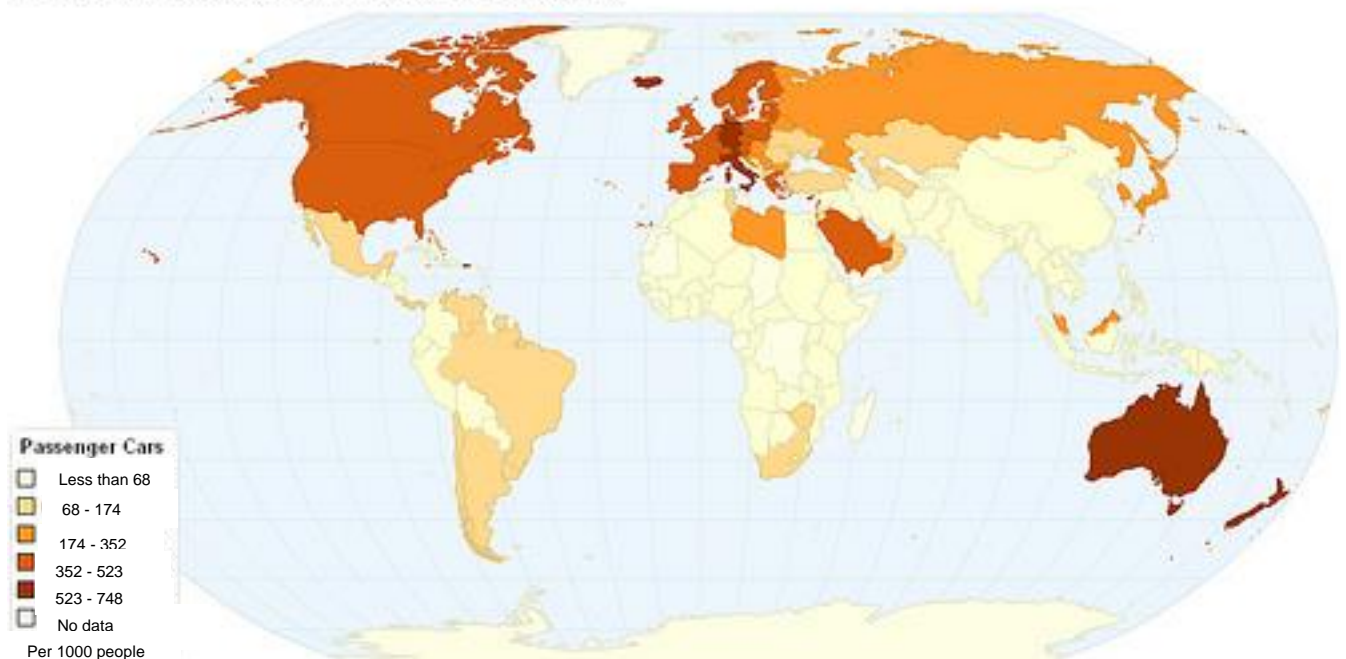 Passenger Cars
Less than 68
68 - 174
174 - 352
352 - 523
523 - 748
No data
Per 1000 people